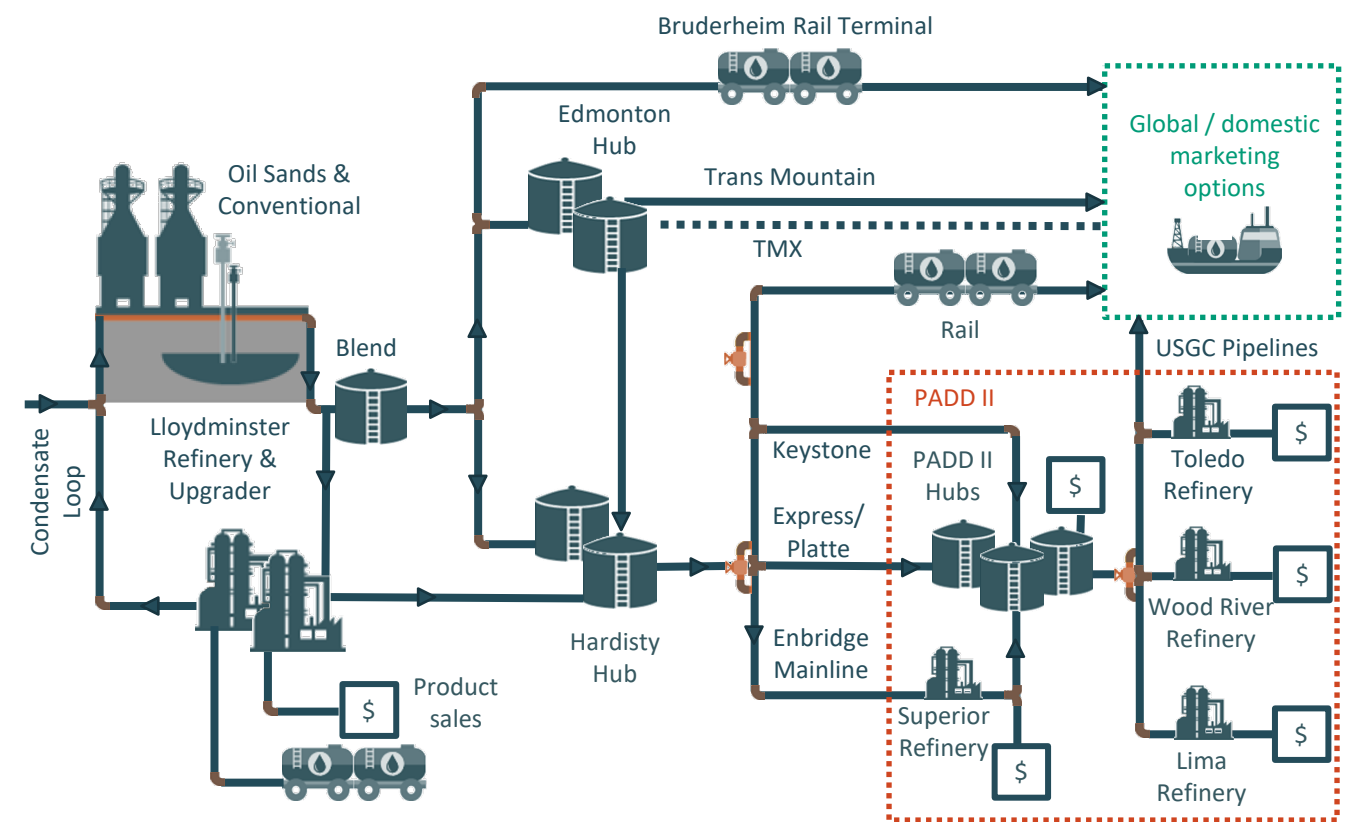 Bruderheim Rail Terminal
Edmonton
Hub
Global / domestic
marketing
options
Oil Sands &
Conventional
Trans Mountain
TMX
Rail
Blend
USGC Pipelines
PADD II
Condensate
Loop
Lloydminster
Refinery &
Upgrader
Keystone
PADD II
Hubs
$
Toledo
Refinery
$
Express/
Platte
$
Wood River
Refinery
Hardisty
Hub
Enbridge
Mainline
Superior
Refinery
$
Product
sales
$
$
Lima
Refinery